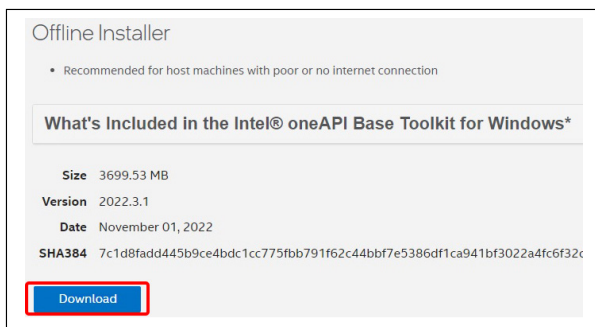 Offline Installer
• Recommended for host machines with poor or no internet connection
What's Included in the Intel® oneAPI Base Toolkit for Windows*
Size 3699.53 MB
Version 2022.3.1
Date November 01, 2022
SHA384 7c1d8fadd445b9ce4bdc1cc775fbb791f62c44bbf7e5386df1ca941bf3022a4fc6f32c
Download